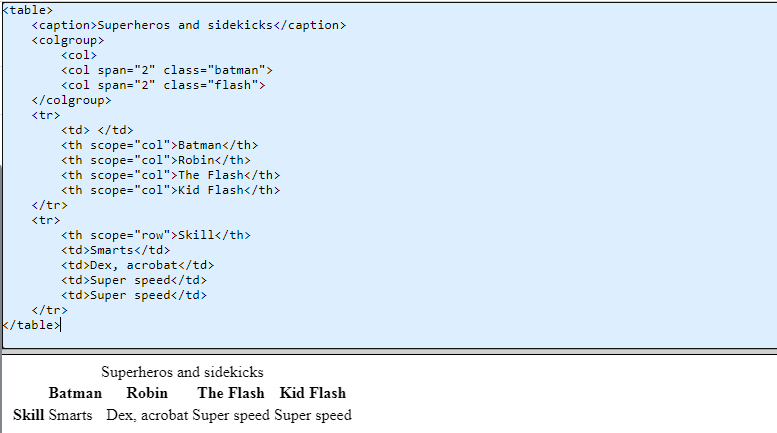 <table>
    <caption>Superheros and sidekicks</caption>
    <colgroup>
        <col>
        <col span="2" class="batman">
        <col span="2" class="flash">
    </colgroup>
    <tr>
        <td> </td>
        <th scope="col">Batman</th>
        <th scope="col">Robin</th>
        <th scope="col">The Flash</th>
        <th scope="col">Kid Flash</th>
    </tr>
    <tr>
        <th scope="row">Skill</th>
        <td>Smarts</td>
        <td>Dex, acrobat</td>
        <td>Super speed</td>
        <td>Super speed</td>
    </tr>
</table>
Superheros and sidekicks
Batman Robin The Flash Kid Flash
Skill Smarts Dex, acrobat Super speed Super speed